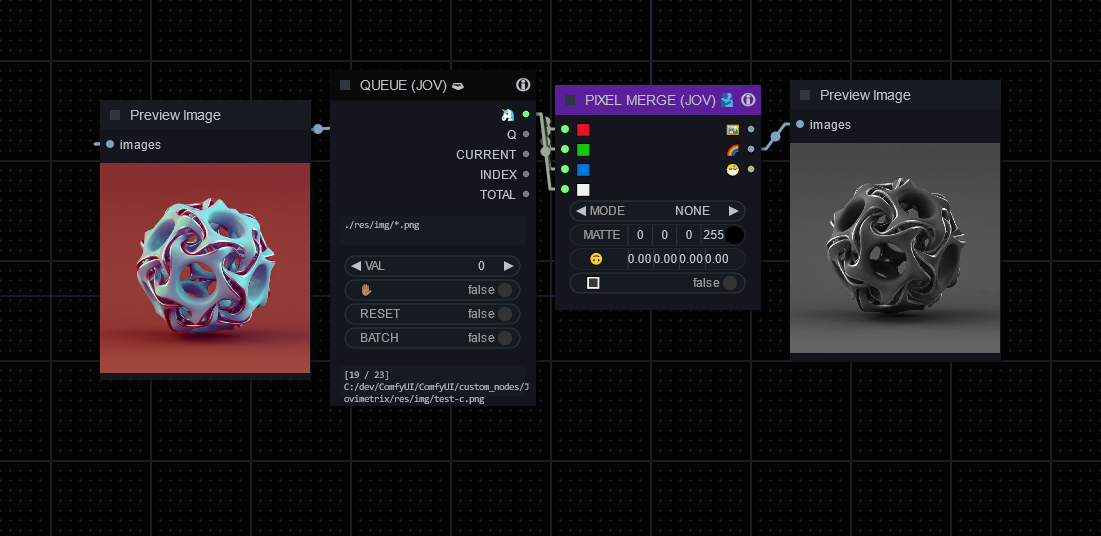 Preview Image
images
QUEUE (JOV)
Q
CURRENT
INDEX
TOTAL
./res/img/*.png
VAL 0
false
RESET false
BATCH false
[19 / 23]
C:/dev/ComfyUI/ComfyUI/custom_nodes/J
ovimetrix/res/img/test-c.png
PIXEL MERGE (JOV)
MODE NONE
MATTE 0 0 0 255
0.00 0.00 0.00 0.00
false
Preview Image
images